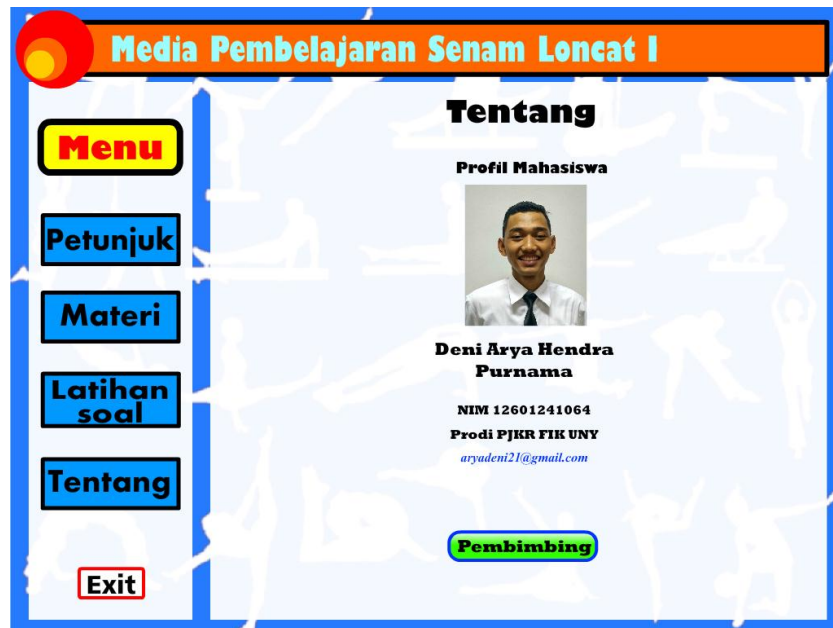 Media Pembelajaran Senam Loncat I
Menu
Petunjuk
Materi
Latihan
soal
Tentang
Exit
Tentang
Profil Mahasiswa
Deni Arya Hendra
Purnama
NIM 12601241064
Prodi PJKR FIK UNY
aryadeni21@gmail.com
Pembimbing